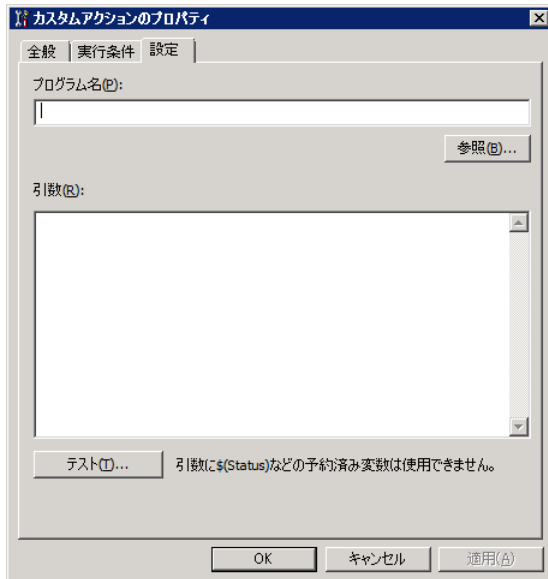 カスタムアクションのプロパティ
全般 実行条件 設定
プログラム名(P):
参照(B)...
引数(R):
テスト(T)... 引数に$(Status)などの予約済み変数は使用できません。
OK キャンセル 適用(A)